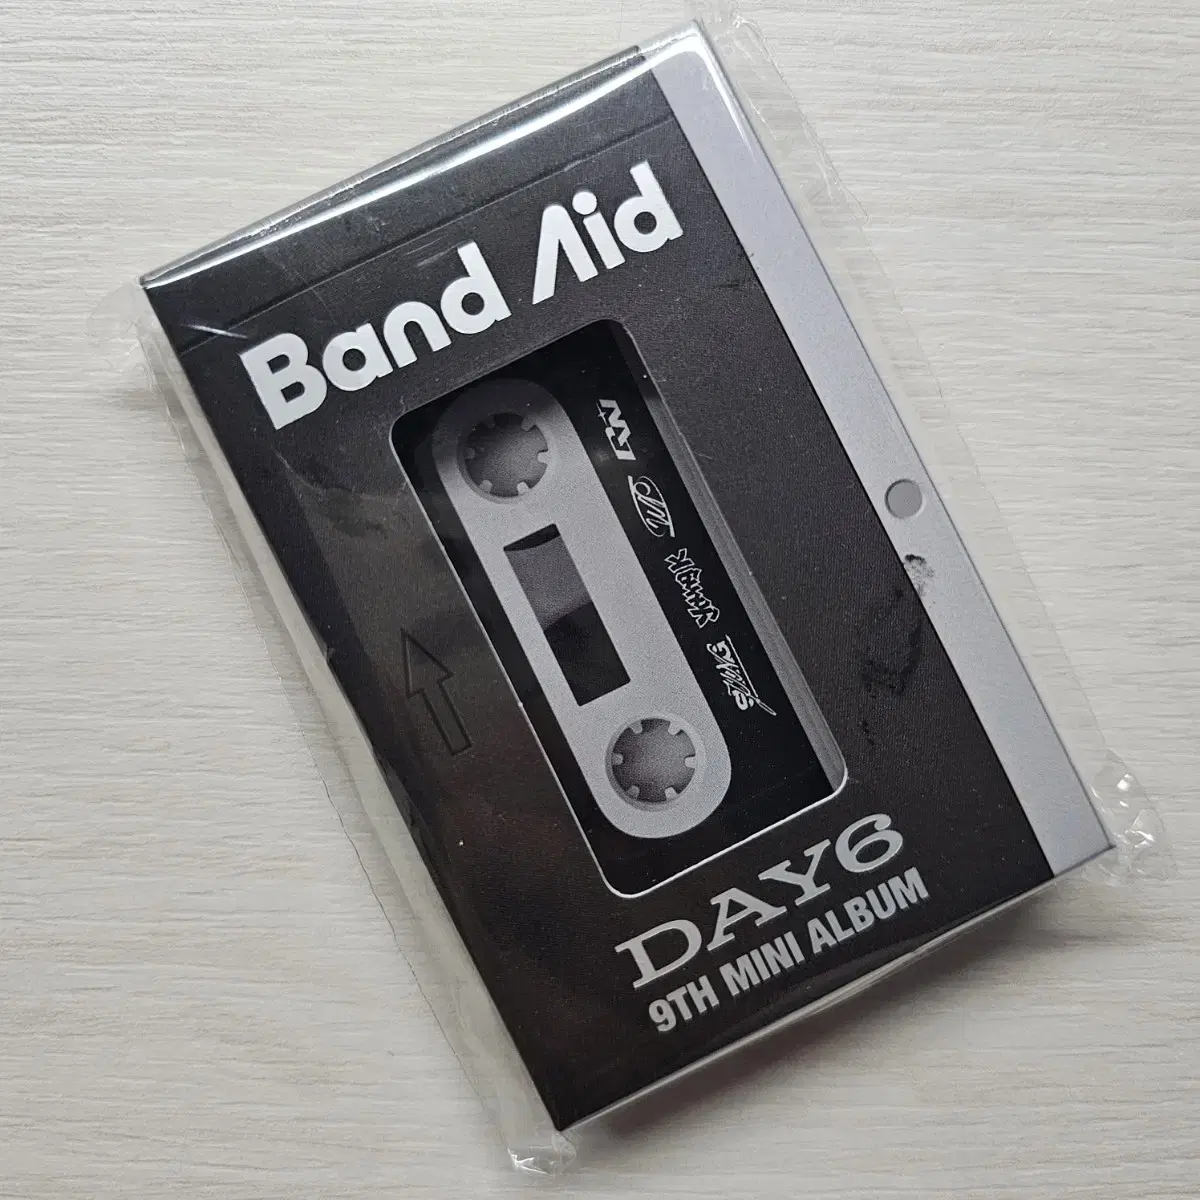 Band Aid
DAY6
9TH MINI ALBUM